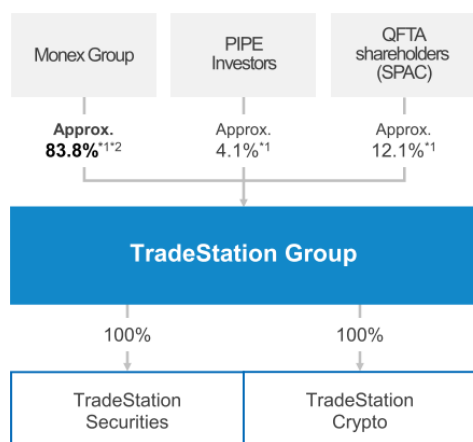 Monex Group
PIPE
Investors
QFTA
shareholders
(SPAC)
Approx.
83.8%*1*2
Approx.
4.1%*1
Approx.
12.1%*1
TradeStation Group
100%
100%
TradeStation
Securities
TradeStation
Crypto